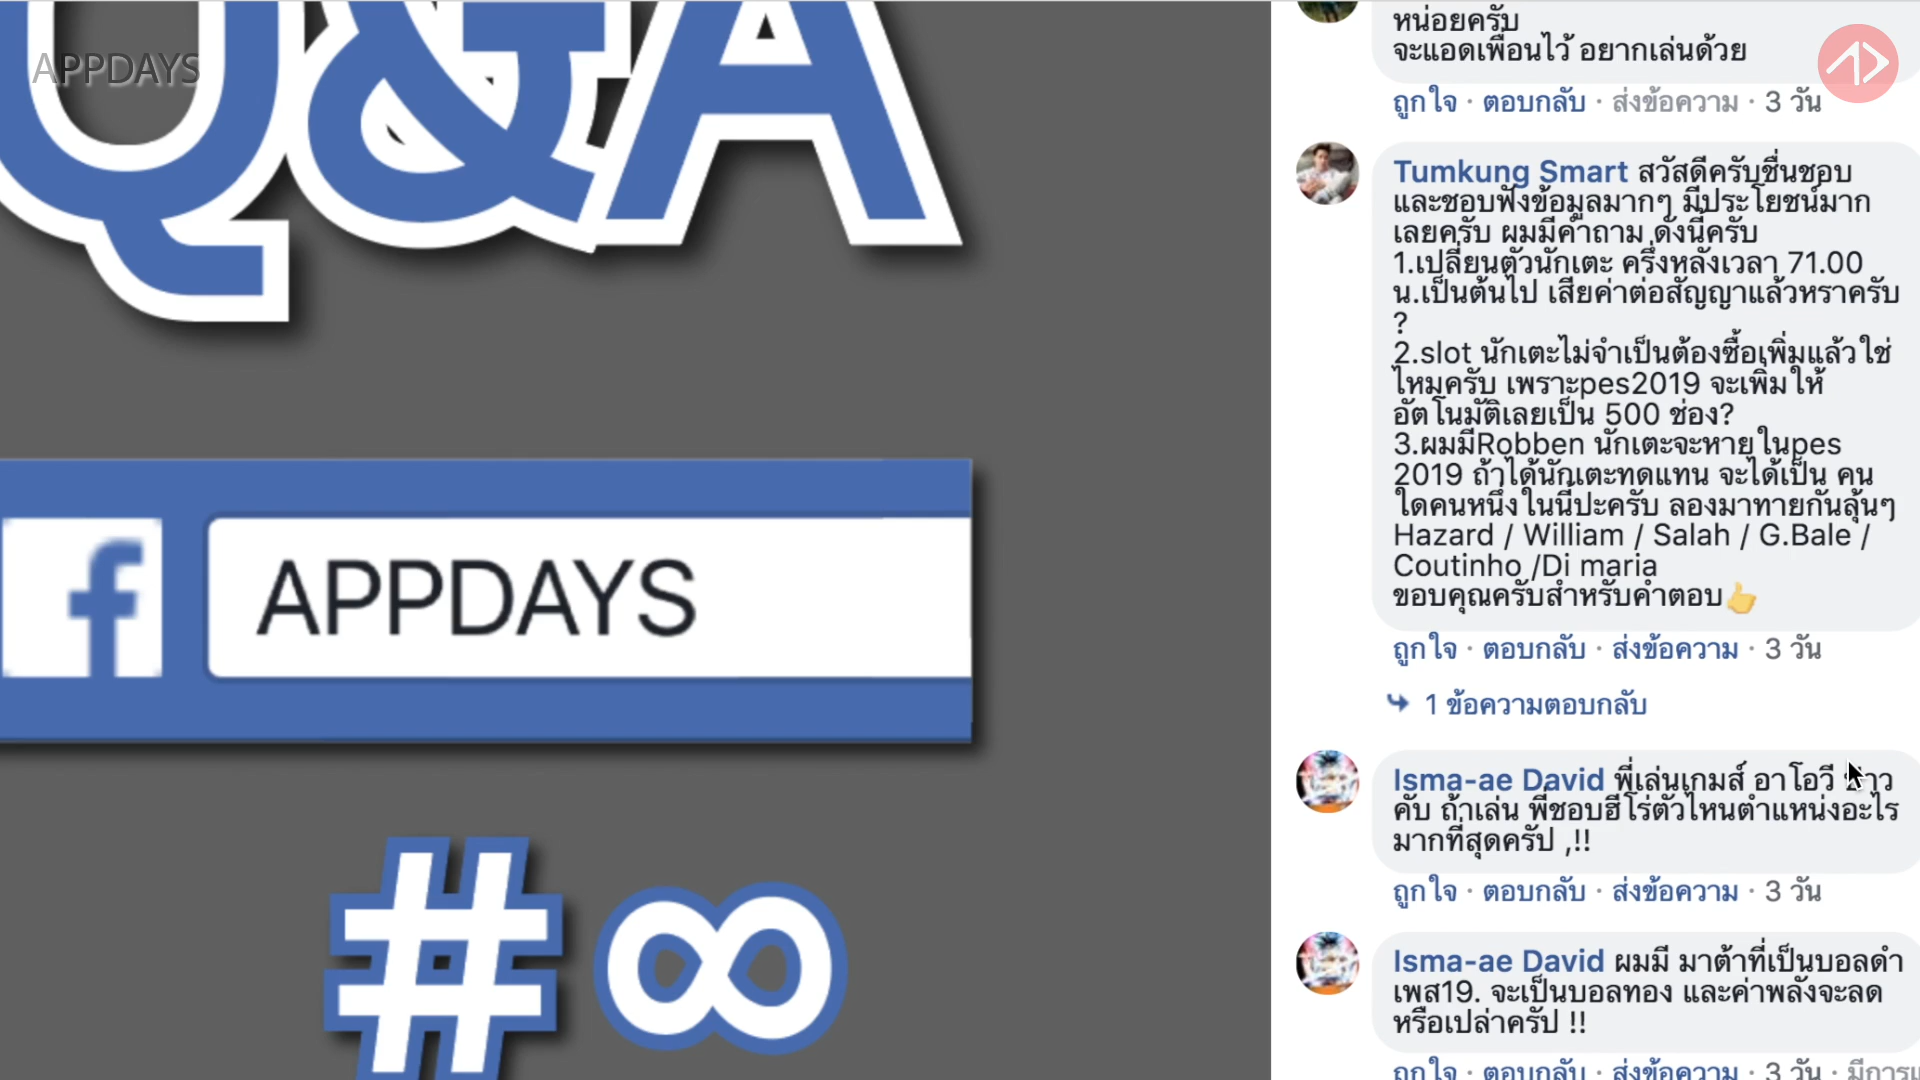 Q&A
APPDAYS
APPDAYS
#∞
หน่อยครับ
จะแอดเพื่อนไว้ อยากเล่นด้วย
ถูกใจ · ตอบกลับ · ส่งข้อความ · 3 วัน
Tumkung Smart สวัสดีครับชื่นชอบ
และชอบฟังข้อมูลมากๆ มีประโยชน์มาก
เลยครับ ผมมีคำถาม ดังนี้ครับ
1.เปลี่ยนตัวนักเตะ ครึ่งหลังเวลา 71.00
น.เป็นต้นไป เสียค่าต่อสัญญาแล้วหราครับ
?
2.slot นักเตะไม่จำเป็นต้องซื้อเพิ่มแล้วใช่
ไหมครับ เพราะpes2019 จะเพิ่มให้
อัตโนมัติเลยเป็น 500 ช่อง?
3.ผมมีRobben นักเตะจะหายในpes
2019 ถ้าได้นักเตะทดแทน จะได้เป็น คน
ใดคนหนึ่งในนี้ปะครับ ลองมาทายกันลุ้นๆ
Hazard / William / Salah / G.Bale /
Coutinho /Di maria
ขอบคุณครับสำหรับคำตอบ👍
ถูกใจ · ตอบกลับ · ส่งข้อความ · 3 วัน
1 ข้อความตอบกลับ
Isma-ae David พี่เล่นเกมส์ อาโอวี
คับ ถ้าเล่น พี่ชอบฮีโร่ตัวไหนตำแหน่งอะไร
มากที่สุดครับ ,!!
ถูกใจ · ตอบกลับ · ส่งข้อความ · 3 วัน
Isma-ae David ผมมี มาต้าที่เป็นบอลดำ
เพส19. จะเป็นบอลทอง และค่าพลังจะลด
หรือเปล่าครับ !!
ถูกใจ · ตอบกลับ · ส่งข้อความ · 3 วัน